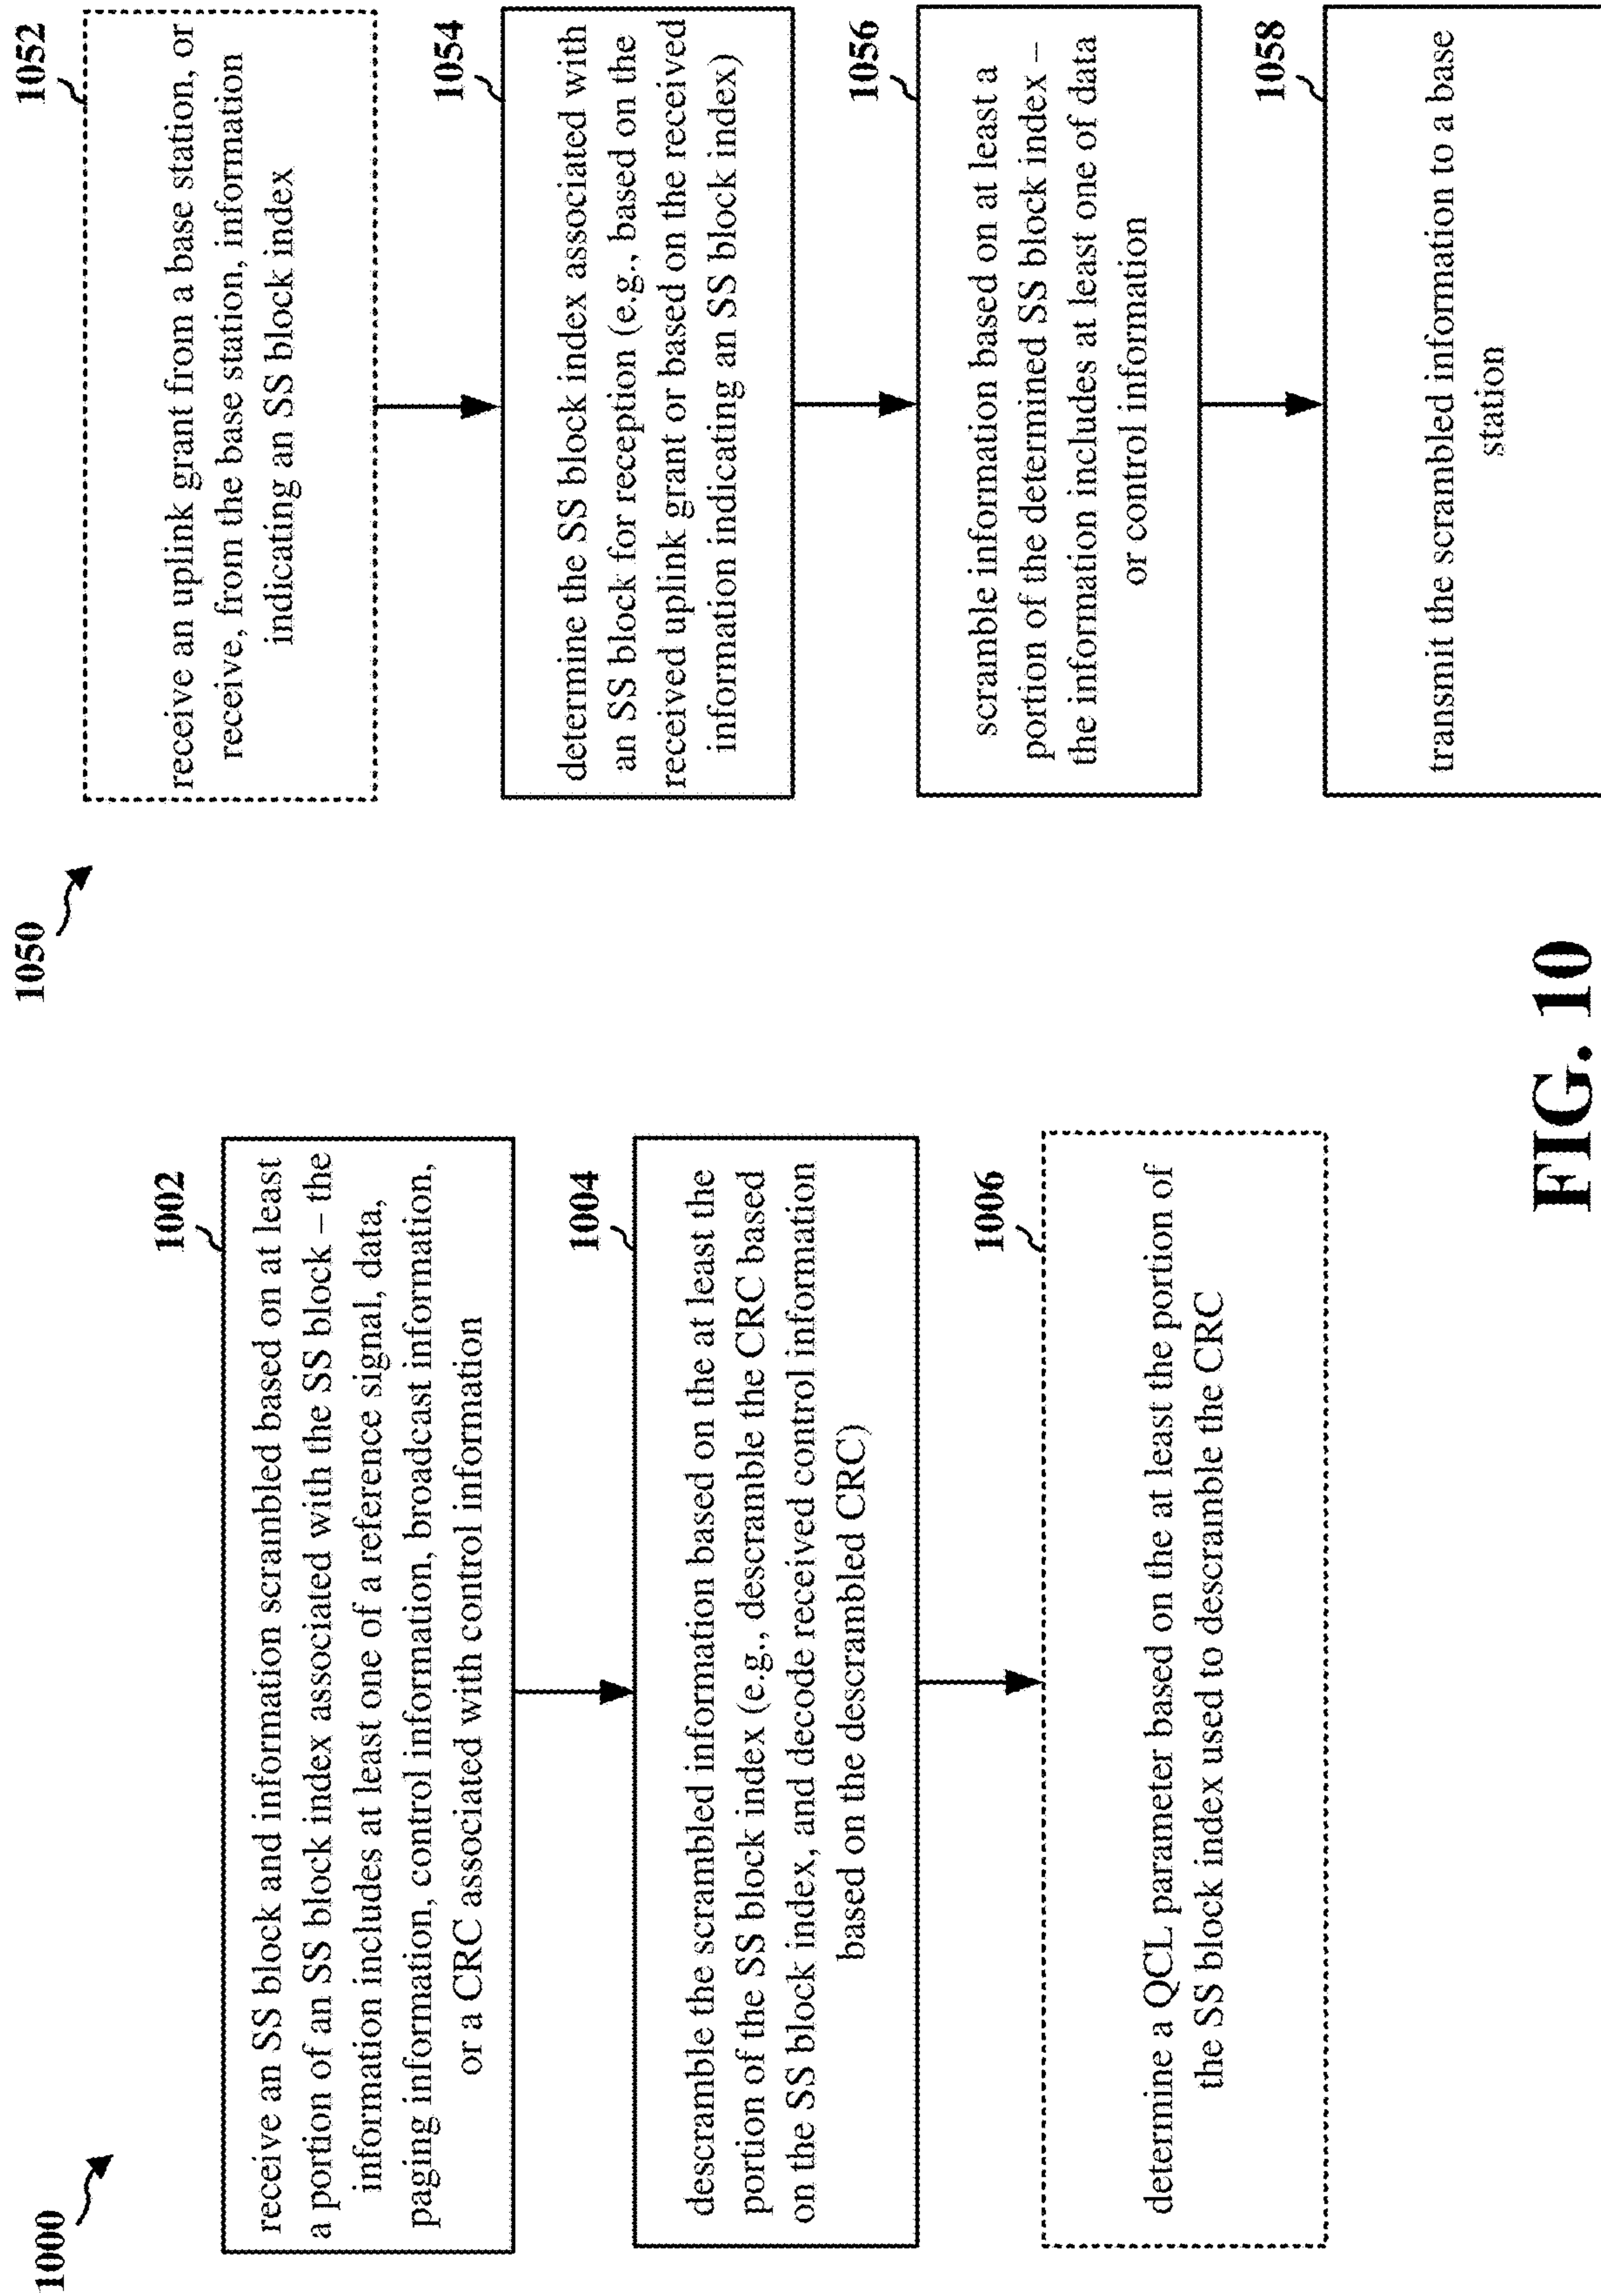 1000
1002
receive an SS block and information scrambled based on at least
a portion of an SS block index associated with the SS block – the
information includes at least one of a reference signal, data,
paging information, control information, broadcast information,
or a CRC associated with control information
1004
descramble the scrambled information based on the at least the
portion of the SS block index (e.g., descramble the CRC based
on the SS block index, and decode received control information
based on the descrambled CRC)
1006
determine a QCL parameter based on the at least the portion of
the SS block index used to descramble the CRC
1050
1052
receive an uplink grant from a base station, or
receive, from the base station, information
indicating an SS block index
1054
determine the SS block index associated with
an SS block for reception (e.g., based on the
received uplink grant or based on the received
information indicating an SS block index)
1056
scramble information based on at least a
portion of the determined SS block index –
the information includes at least one of data
or control information
1058
transmit the scrambled information to a base
station
FIG. 10